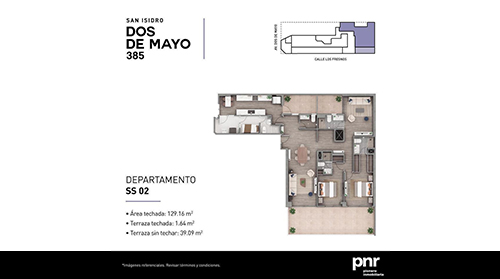 SAN ISIDRO
DOS
DE MAYO
385
AV. DOS DE MAYO
CALLE LOS FRESNOS
DEPARTAMENTO
SS 02
• Área techada: 129.16 m²
• Terraza techada: 1.64 m²
• Terraza sin techar: 39.09 m²
*Imágenes referenciales. Revisar términos y condiciones.
pnr
pionera
inmobiliaria